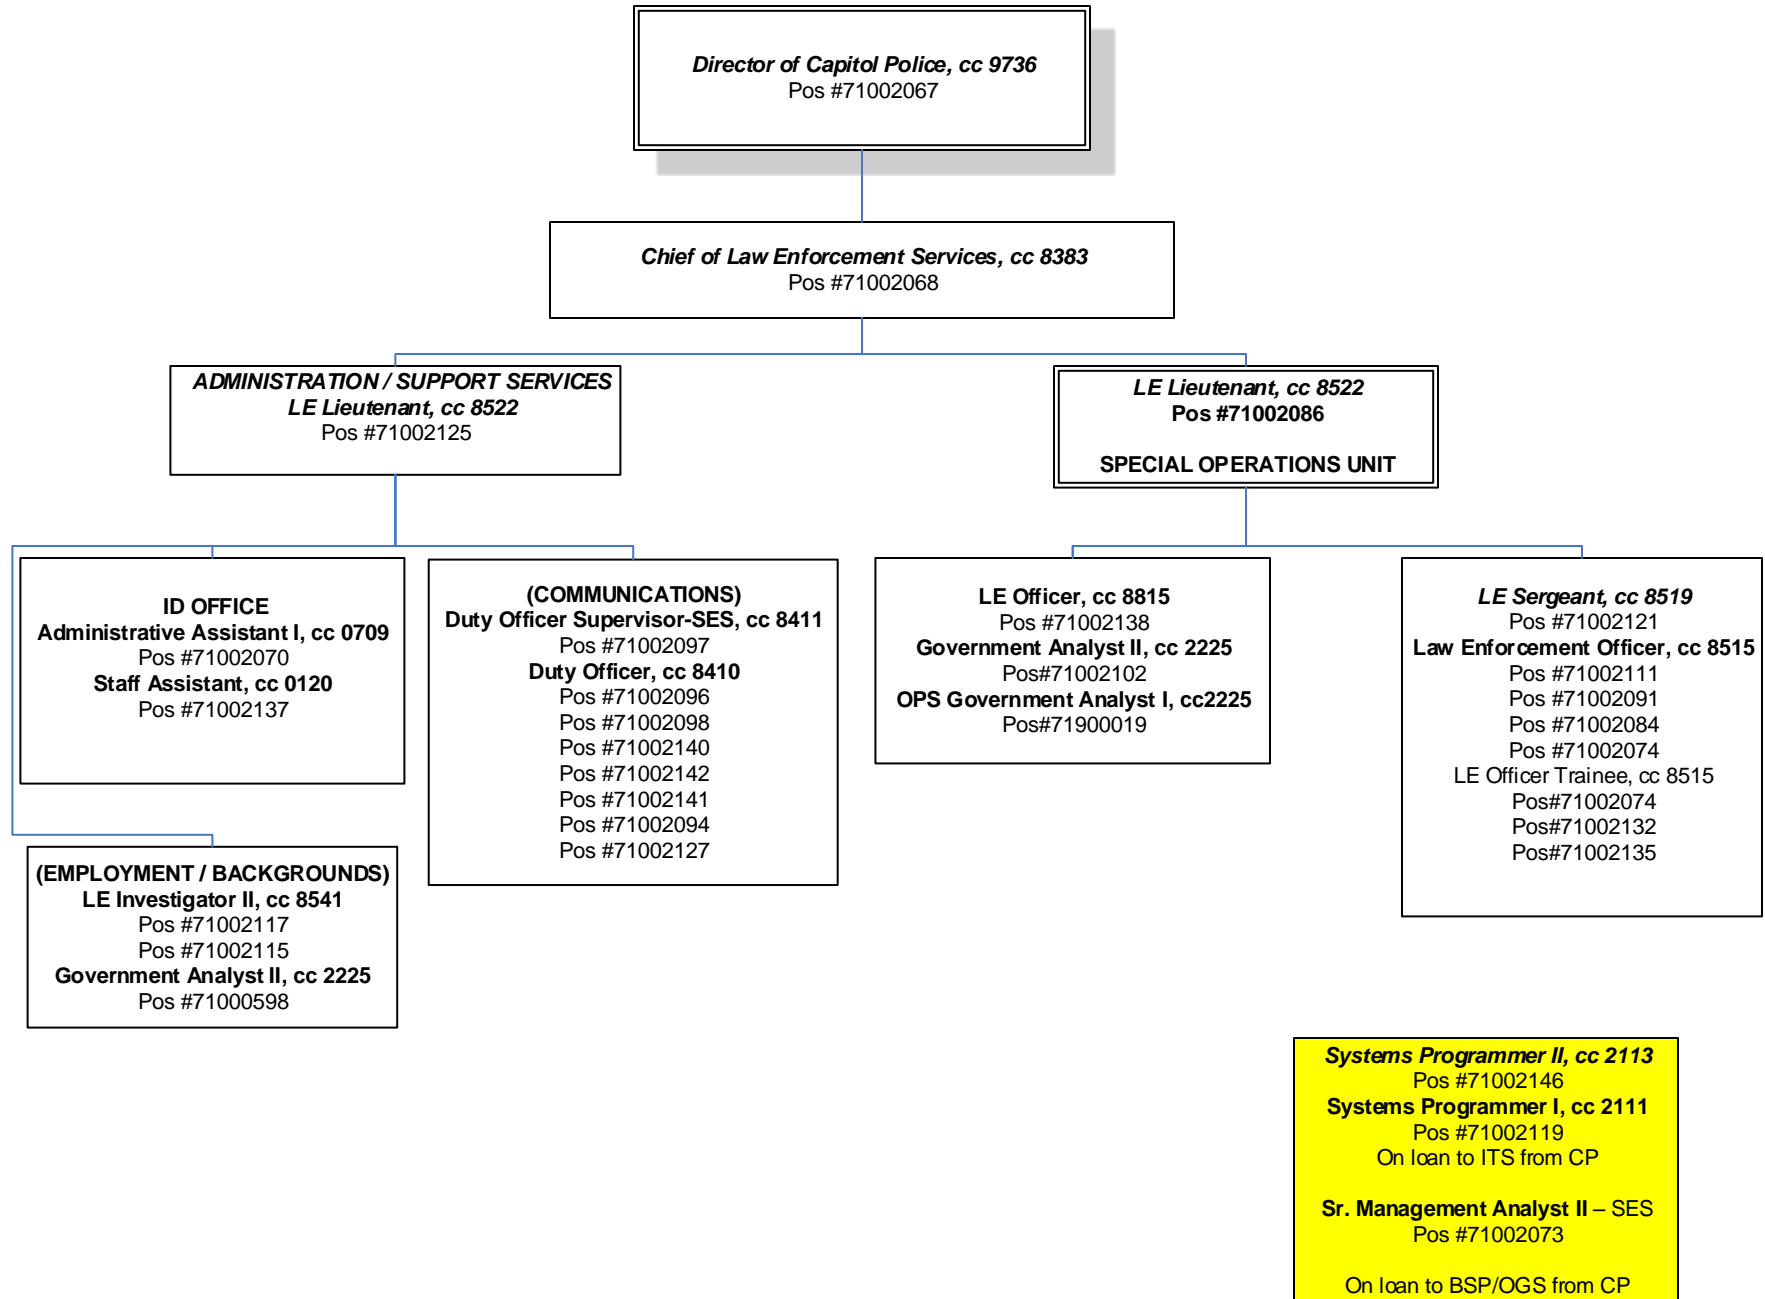 Director of Capitol Police, cc 9736
Pos #71002067
Chief of Law Enforcement Services, cc 8383
Pos #71002068
ADMINISTRATION / SUPPORT SERVICES
LE Lieutenant, cc 8522
Pos #71002125
LE Lieutenant, cc 8522
Pos #71002086
SPECIAL OPERATIONS UNIT
ID OFFICE
Administrative Assistant I, cc 0709
Pos #71002070
Staff Assistant, cc 0120
Pos #71002137
(COMMUNICATIONS)
Duty Officer Supervisor-SES, cc 8411
Pos #71002097
Duty Officer, cc 8410
Pos #71002096
Pos #71002098
Pos #71002140
Pos #71002142
Pos #71002141
Pos #71002094
Pos #71002127
LE Officer, cc 8815
Pos #71002138
Government Analyst II, cc 2225
Pos#71002102
OPS Government Analyst I, cc2225
Pos#71900019
LE Sergeant, cc 8519
Pos #71002121
Law Enforcement Officer, cc 8515
Pos #71002111
Pos #71002091
Pos #71002084
Pos #71002074
LE Officer Trainee, cc 8515
Pos#71002074
Pos#71002132
Pos#71002135
(EMPLOYMENT / BACKGROUNDS)
LE Investigator II, cc 8541
Pos #71002117
Pos #71002115
Government Analyst II, cc 2225
Pos #71000598
Systems Programmer II, cc 2113
Pos #71002146
Systems Programmer I, cc 2111
Pos #71002119
On loan to ITS from CP
Sr. Management Analyst II – SES
Pos #71002073
On loan to BSP/OGS from CP